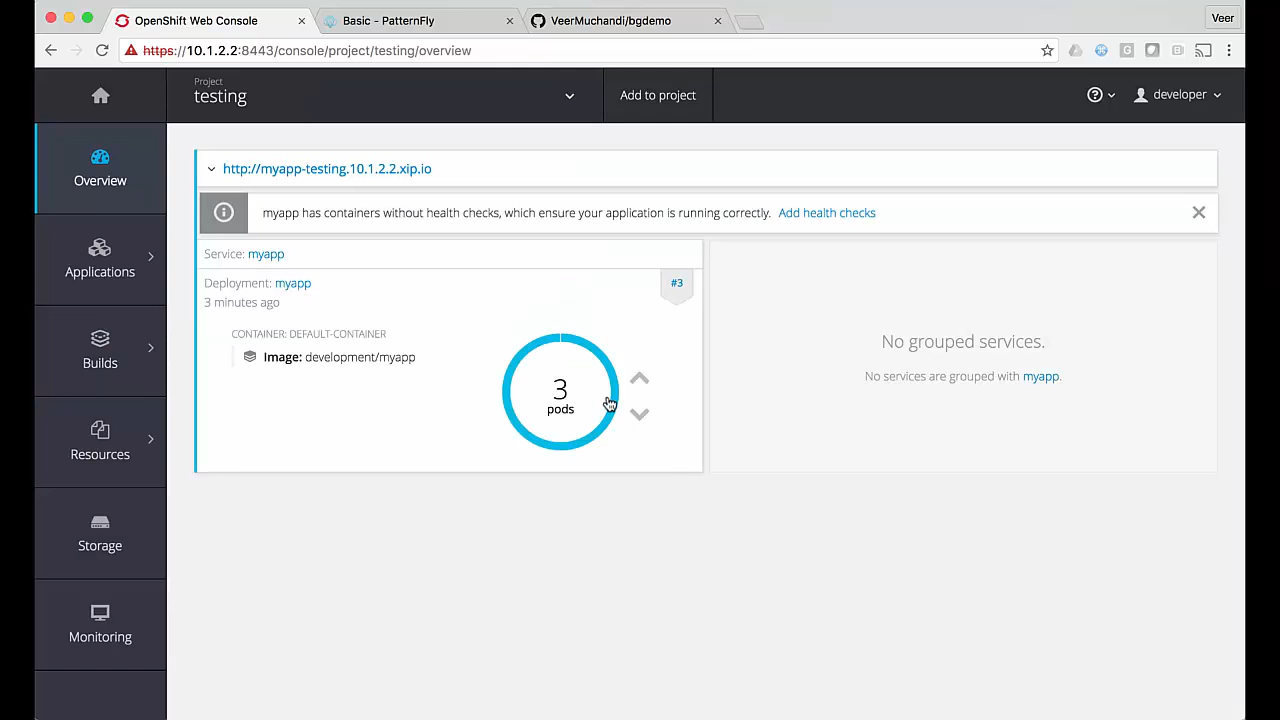 OpenShift Web Console
Basic - PatternFly
VeerMuchandi/bgdemo
Veer
https://10.1.2.2:8443/console/project/testing/overview
Project
testing
Add to project
developer
Overview
Applications
Builds
Resources
Storage
Monitoring
http://myapp-testing.10.1.2.2.xip.io
myapp has containers without health checks, which ensure your application is running correctly. Add health checks
Service: myapp
Deployment: myapp
#3
3 minutes ago
CONTAINER: DEFAULT-CONTAINER
Image: development/myapp
3
pods
No grouped services.
No services are grouped with myapp.